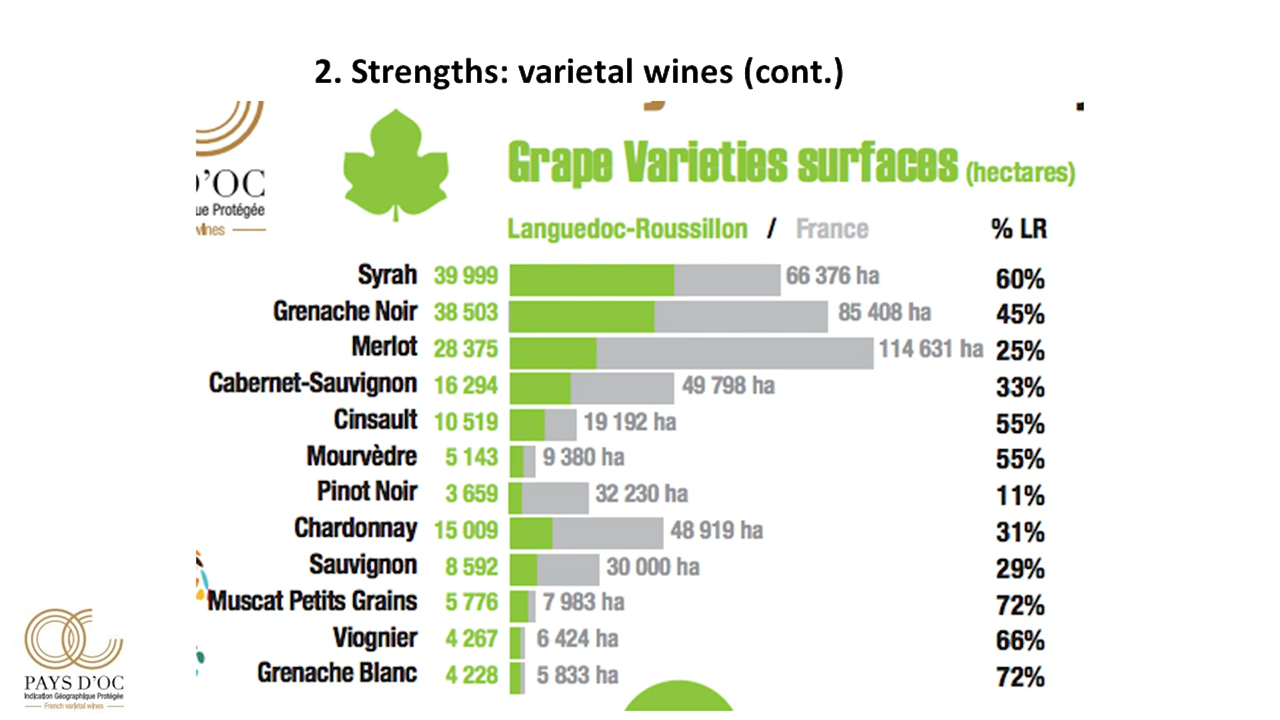 2. Strengths: varietal wines (cont.)
D'OC
ue Protégée
wines
Grape Varieties surfaces (hectares)
Languedoc-Roussillon / France % LR
Syrah 39 999 66 376 ha 60%
Grenache Noir 38 503 85 408 ha 45%
Merlot 28 375 114 631 ha 25%
Cabernet-Sauvignon 16 294 49 798 ha 33%
Cinsault 10 519 19 192 ha 55%
Mourvèdre 5 143 9 380 ha 55%
Pinot Noir 3 659 32 230 ha 11%
Chardonnay 15 009 48 919 ha 31%
Sauvignon 8 592 30 000 ha 29%
Muscat Petits Grains 5 776 7 983 ha 72%
Viognier 4 267 6 424 ha 66%
Grenache Blanc 4 228 5 833 ha 72%
PAYS D'OC
Indication Géographique Protégée
French varietal wines